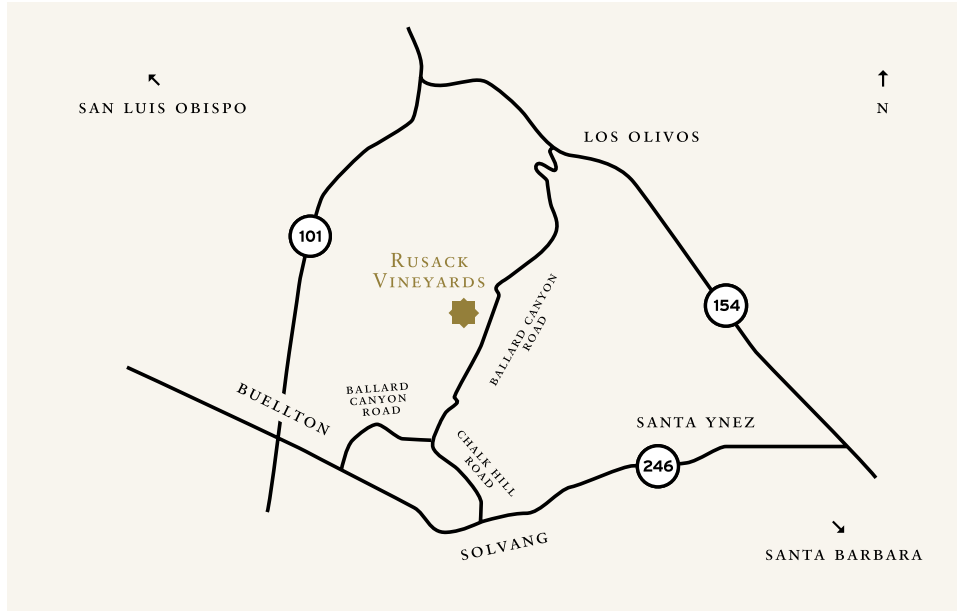 SAN LUIS OBISPO
N
LOS OLIVOS
101
RUSACK
VINEYARDS
154
BALLARD CANYON
ROAD
BUELLTON
BALLARD
CANYON
ROAD
SANTA YNEZ
CHALK HILL
ROAD
246
SOLVANG
SANTA BARBARA